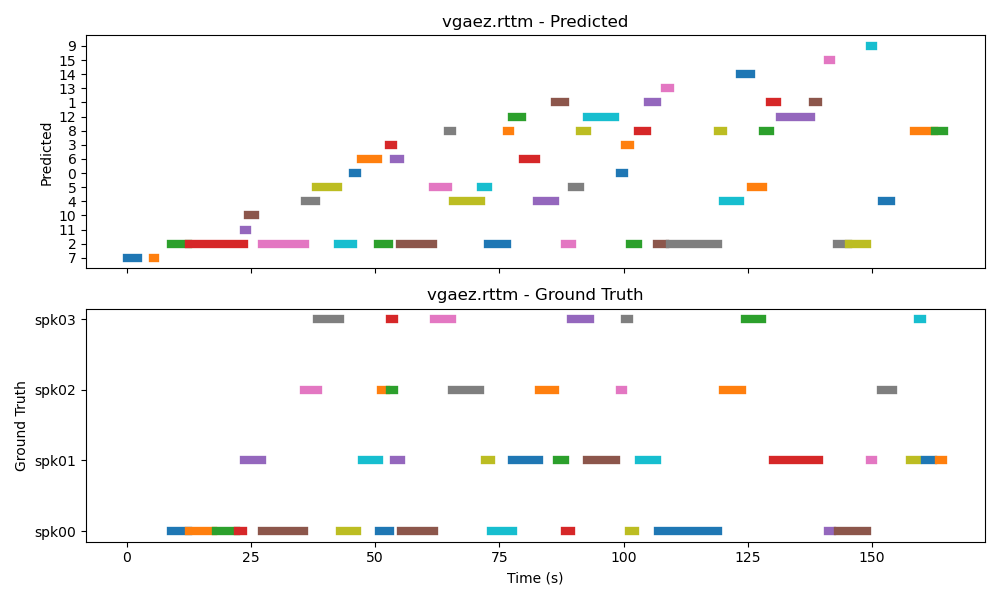 vgaez.rttm - Predicted
Predicted
9
15
14
13
1
12
8
3
6
0
5
4
10
11
2
7
vgaez.rttm - Ground Truth
Ground Truth
spk03
spk02
spk01
spk00
0 25 50 75 100 125 150
Time (s)